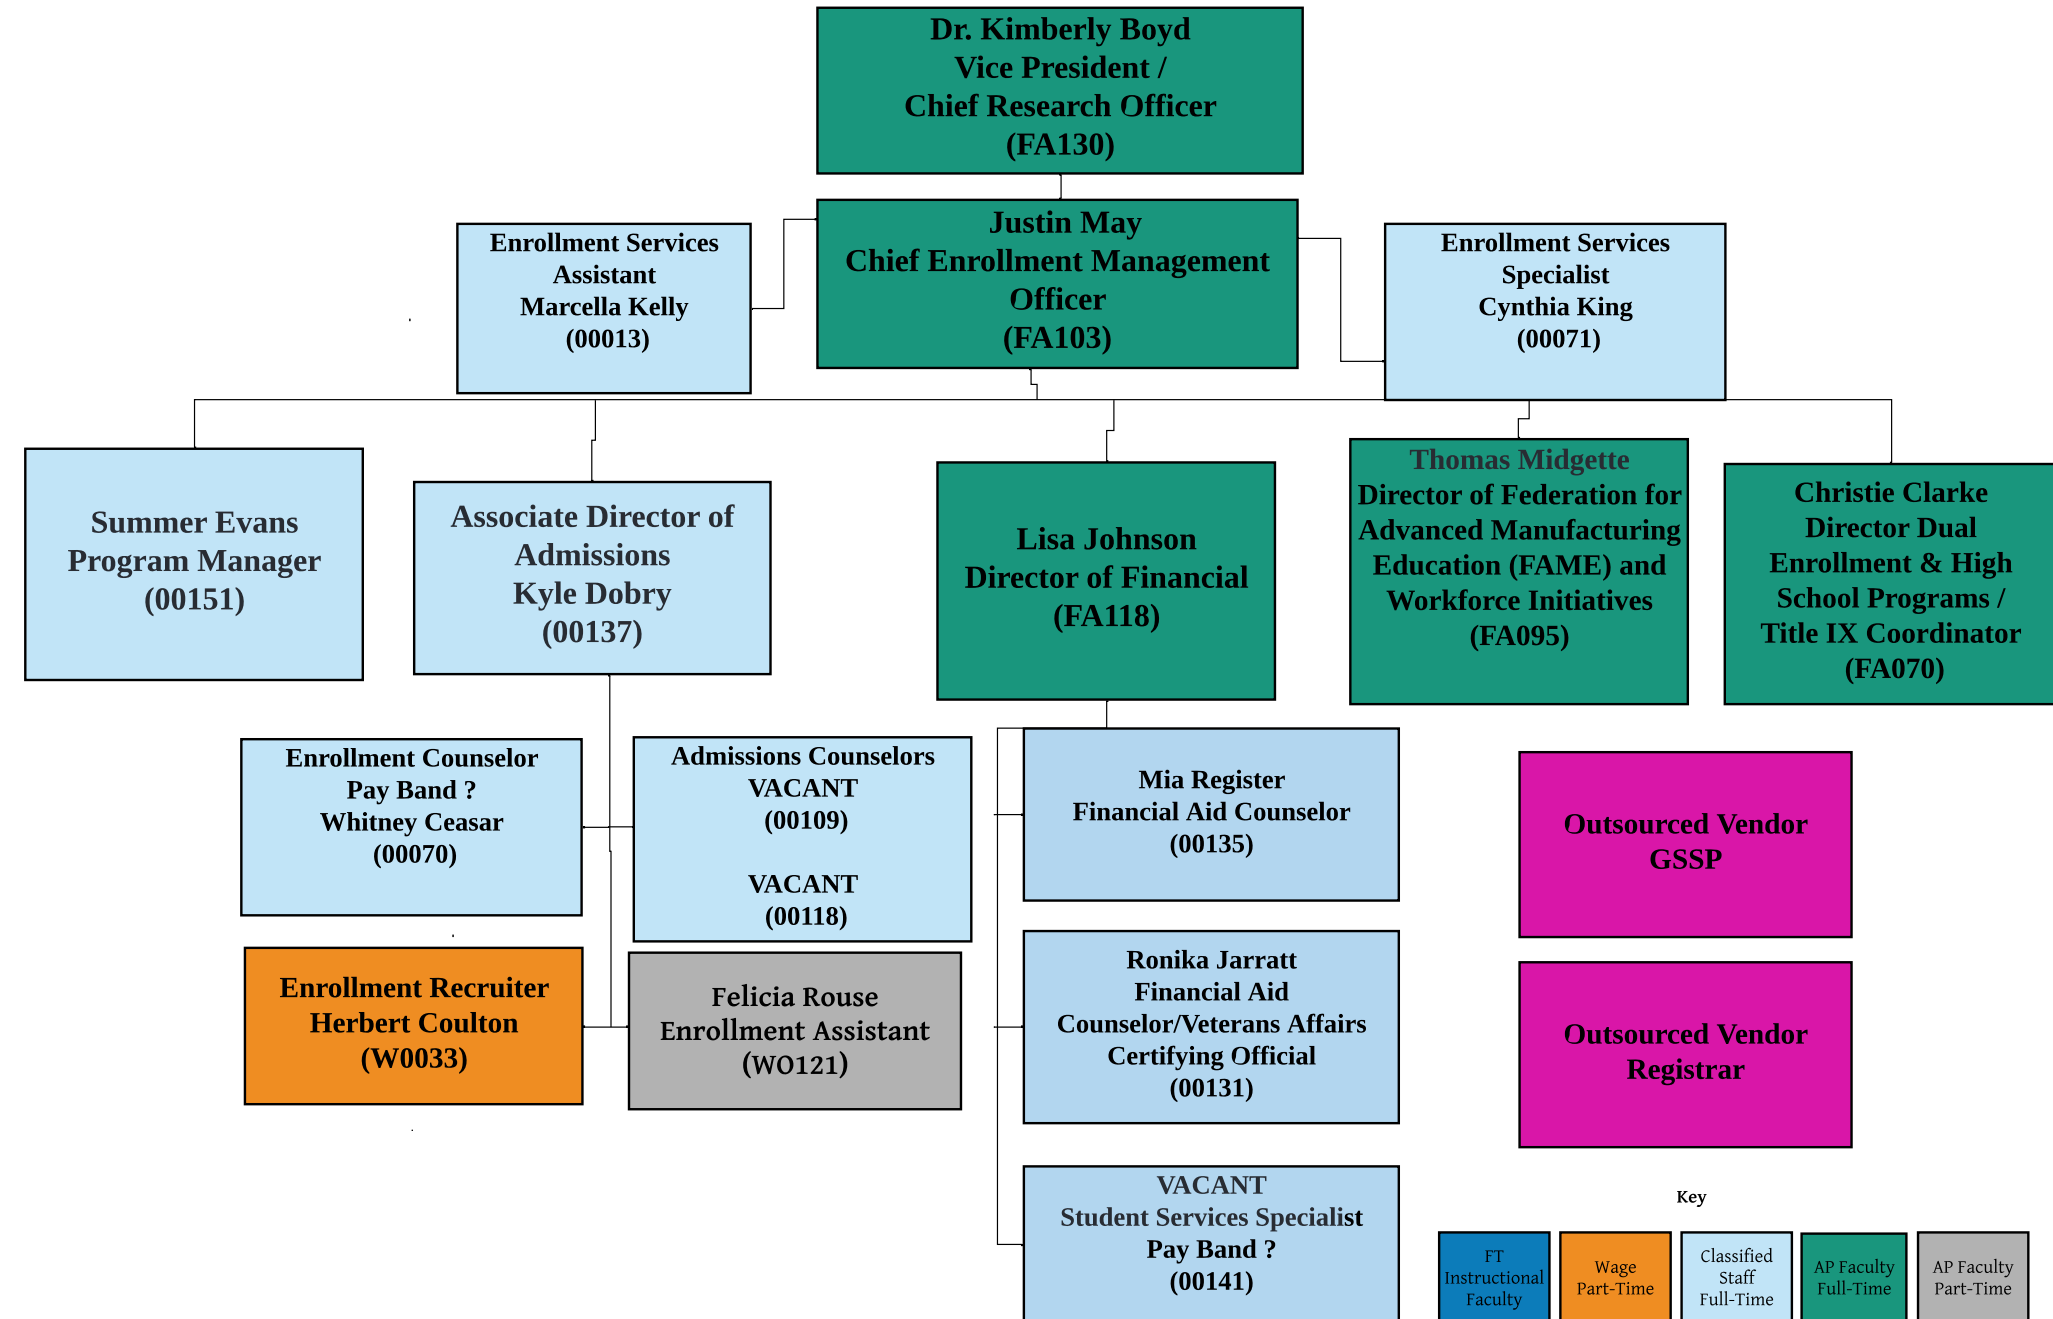 Dr. Kimberly Boyd
Vice President /
Chief Research Officer
(FA130)
Enrollment Services
Assistant
Marcella Kelly
(00013)
Justin May
Chief Enrollment Management
Officer
(FA103)
Enrollment Services
Specialist
Cynthia King
(00071)
Summer Evans
Program Manager
(00151)
Associate Director of
Admissions
Kyle Dobry
(00137)
Lisa Johnson
Director of Financial
(FA118)
Thomas Midgette
Director of Federation for
Advanced Manufacturing
Education (FAME) and
Workforce Initiatives
(FA095)
Christie Clarke
Director Dual
Enrollment & High
School Programs /
Title IX Coordinator
(FA070)
Enrollment Counselor
Pay Band ?
Whitney Ceasar
(00070)
Admissions Counselors
VACANT
(00109)
VACANT
(00118)
Mia Register
Financial Aid Counselor
(00135)
Outsourced Vendor
GSSP
Enrollment Recruiter
Herbert Coulton
(W0033)
Felicia Rouse
Enrollment Assistant
(WO121)
Ronika Jarratt
Financial Aid
Counselor/Veterans Affairs
Certifying Official
(00131)
Outsourced Vendor
Registrar
VACANT
Student Services Specialist
Pay Band ?
(00141)
Key
FT
Instructional
Faculty
Wage
Part-Time
Classified
Staff
Full-Time
AP Faculty
Full-Time
AP Faculty
Part-Time